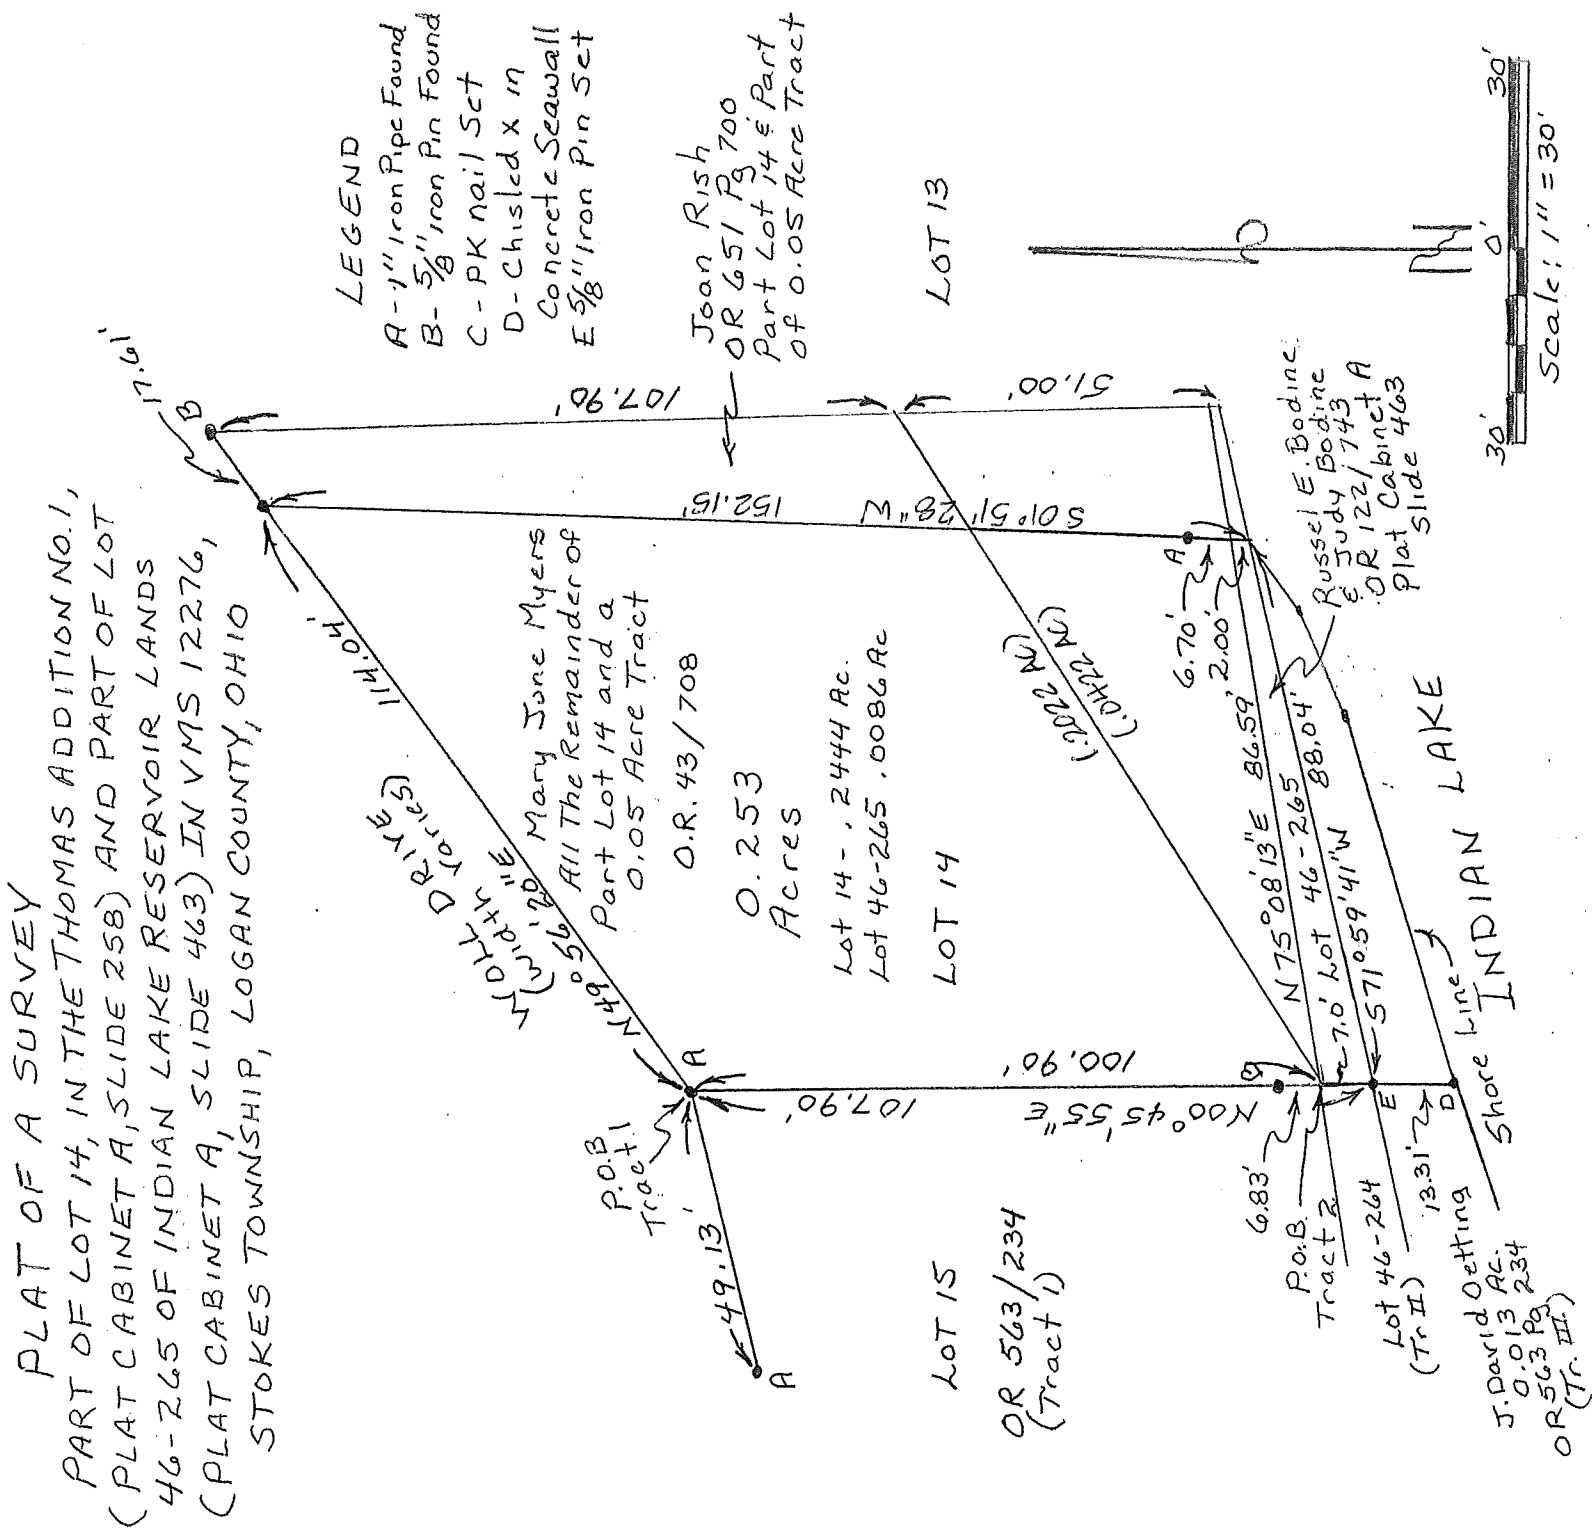 PLAT OF A SURVEY
PART OF LOT 14, IN THE THOMAS ADDITION NO. 1,
(PLAT CABINET A, SLIDE 258) AND PART OF LOT
46-265 OF INDIAN LAKE RESERVOIR LANDS
(PLAT CABINET A, SLIDE 463) IN VMS 12276,
STOKES TOWNSHIP, LOGAN COUNTY, OHIO
LEGEND
A-1" Iron Pipe Found
B- 5/8" Iron Pin Found
C-PK nail Set
D-Chisled x in
Concrete Seawall
E 5/8" Iron Pin Set
17.61'
B
114.04'
DRIVE
(Width Varies)
N49°56'20"E
Mary June Myers
All The Remainder of
Part Lot 14 and a
0.05 Acre Tract
O.R. 43/708
0.253
Acres
Lot 14-.2444 Ac.
Lot 46-265 .0086 Ac
LOT 14
107.90'
152.15'
S01°51'28"W
51.00'
Joan Rish
OR 651 Pg 700
Part Lot 14 & Part
of 0.05 Acre Tract
LOT 13
P.O.B
Tract 1
A
49.13'
A
LOT 15
OR 563/234
(Tract 1)
107.90'
100.90'
N00°45'55"E
B
6.83'
P.O.B.
Tract 2
(.2022 Ac)
(.0422 Ac)
A
6.70'
2.00'
N75°08'13"E 86.59'
7.0' Lot 46-265
S71°59'41"W 88.04'
E
Lot 46-264
(Tr II)
13.31'
D
J. David Oetting
0.013 Ac.
OR 563 Pg 234
(Tr. III.)
Shore Line
INDIAN LAKE
Russel E. Bodine
& Judy Bodine
OR 122/743
Plat Cabinet A
Slide 463
N
30' 0' 30'
Scale: 1" = 30'